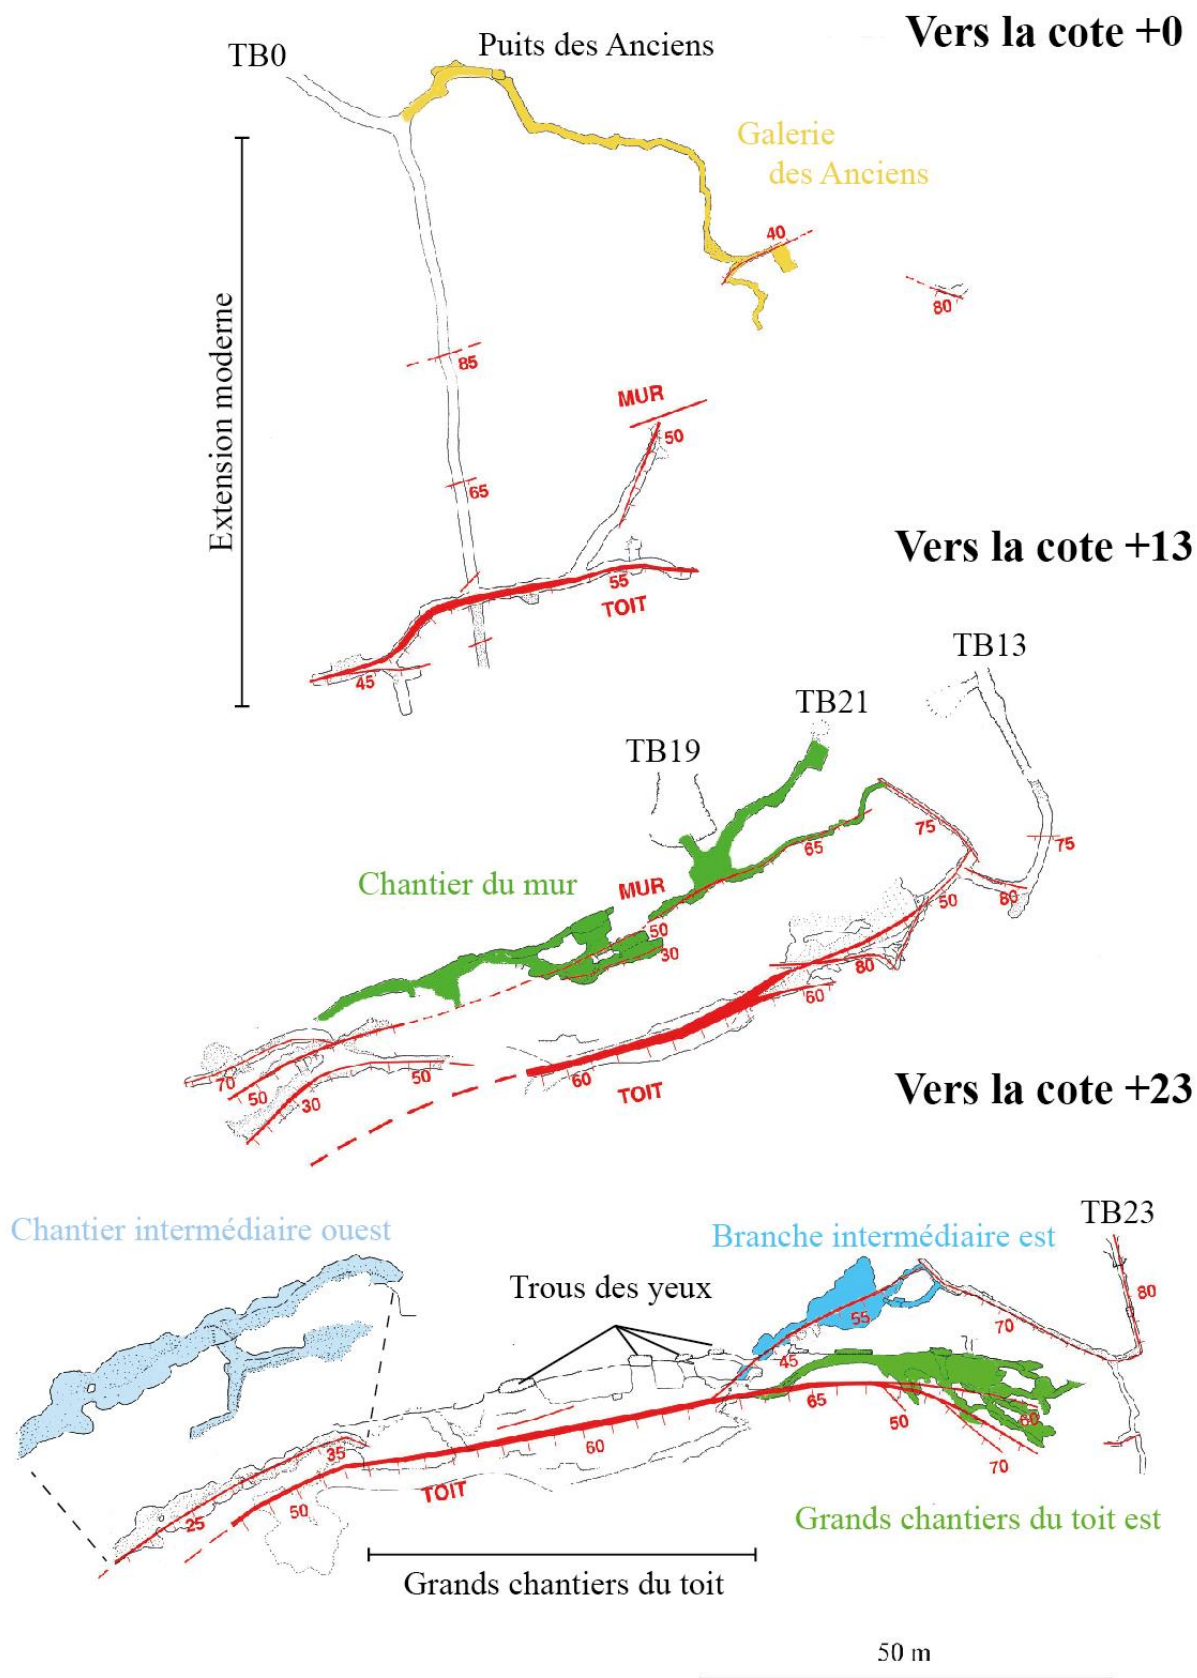 Vers la cote +0
TB0
Puits des Anciens
Galerie
des Anciens
40
80
Extension moderne
85
MUR
50
65
55
TOIT
45
Vers la cote +13
TB13
TB21
TB19
75
75
65
Chantier du mur
MUR
50
80
50
30
80
60
70
50
50
30
60
TOIT
Vers la cote +23
TB23
Chantier intermédiaire ouest
Branche intermédiaire est
Trous des yeux
80
55
70
45
65
60
50
35
60
70
TOIT
50
25
Grands chantiers du toit est
Grands chantiers du toit
50 m